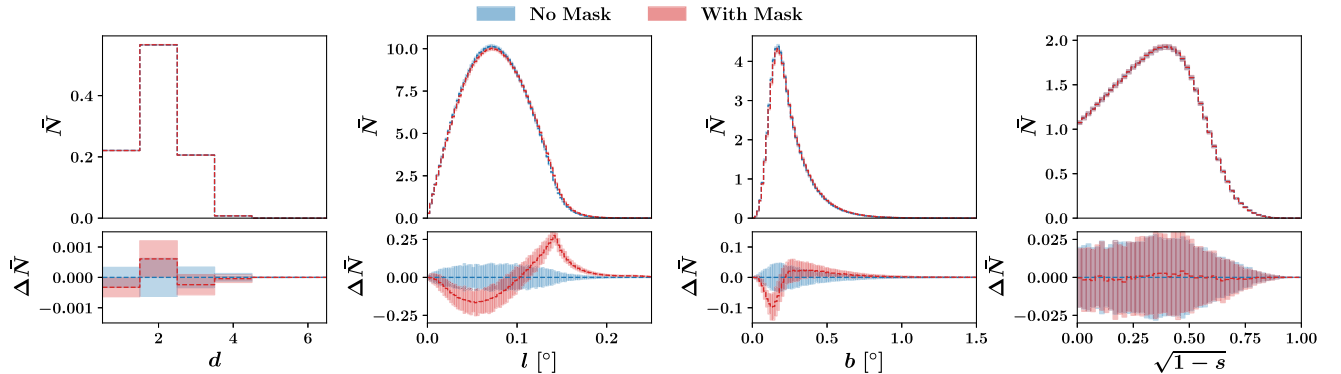 No Mask With Mask
N̄
0.4
0.2
0.0
ΔN̄
0.001
0.000
−0.001
2 4 6
d
N̄
10.0
7.5
5.0
2.5
0.0
ΔN̄
0.25
0.00
−0.25
0.0 0.1 0.2
l [°]
N̄
4
3
2
1
0
ΔN̄
0.1
0.0
−0.1
0.0 0.5 1.0 1.5
b [°]
N̄
2.0
1.5
1.0
0.5
0.0
ΔN̄
0.025
0.000
−0.025
0.00 0.25 0.50 0.75 1.00
√1 − s